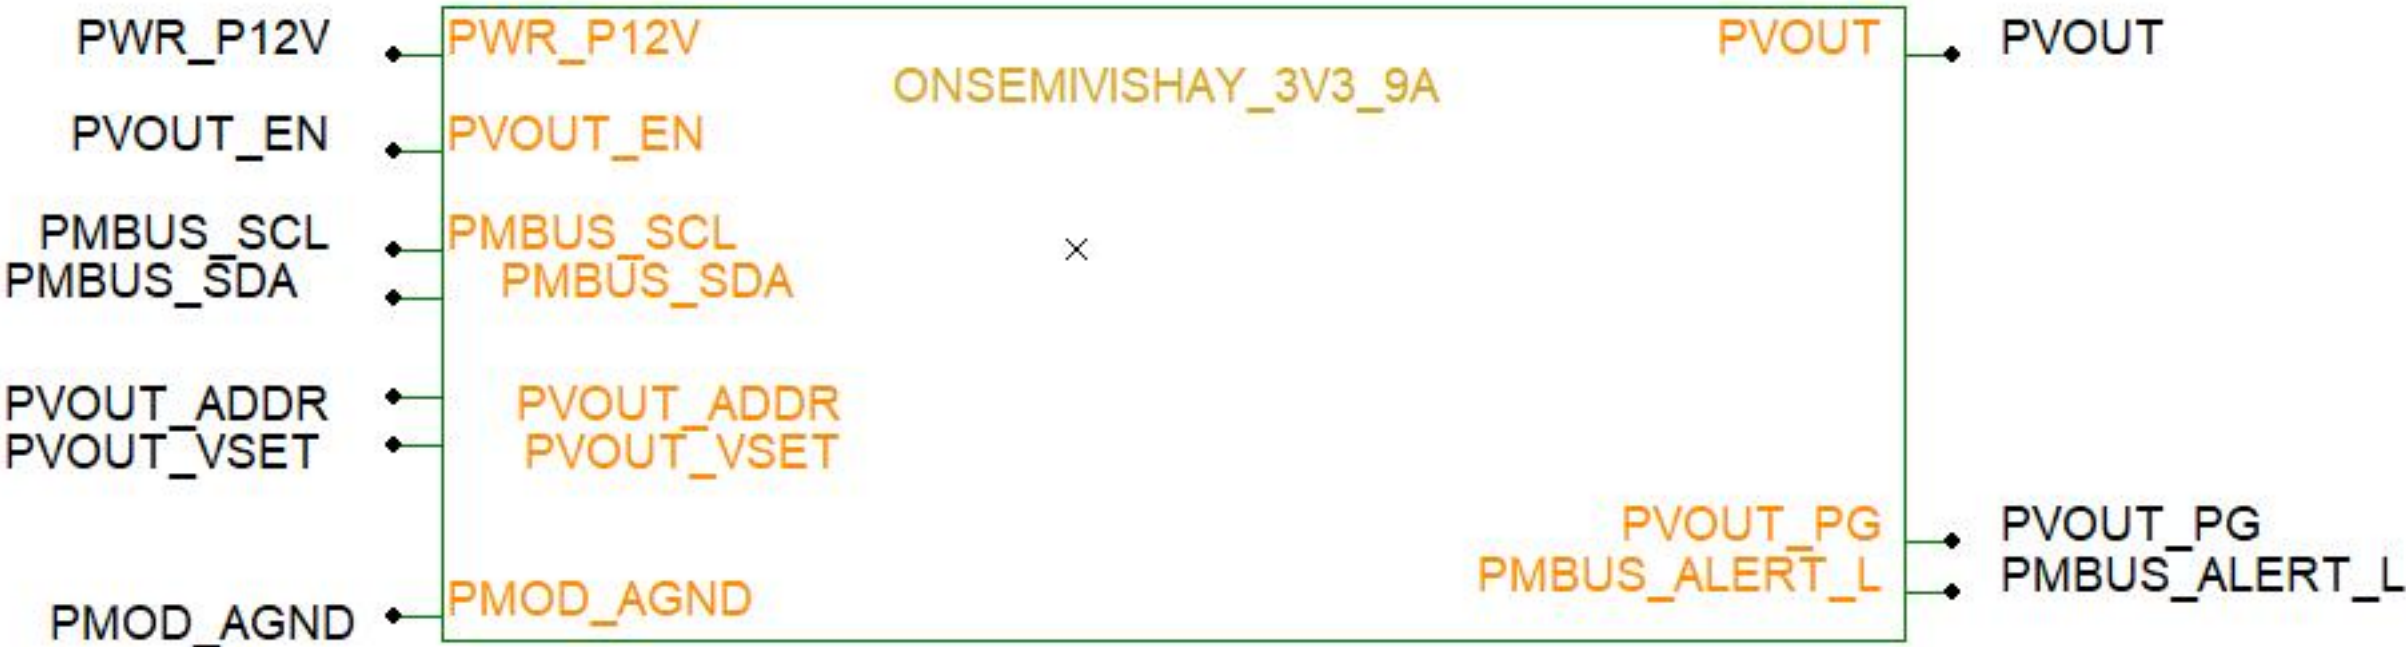 PWR_P12V PWR_P12V PVOUT PVOUT
ONSEMIVISHAY_3V3_9A
PVOUT_EN PVOUT_EN
PMBUS_SCL PMBUS_SCL
PMBUS_SDA PMBUS_SDA
PVOUT_ADDR PVOUT_ADDR
PVOUT_VSET PVOUT_VSET
PVOUT_PG PVOUT_PG
PMBUS_ALERT_L PMBUS_ALERT_L
PMOD_AGND PMOD_AGND